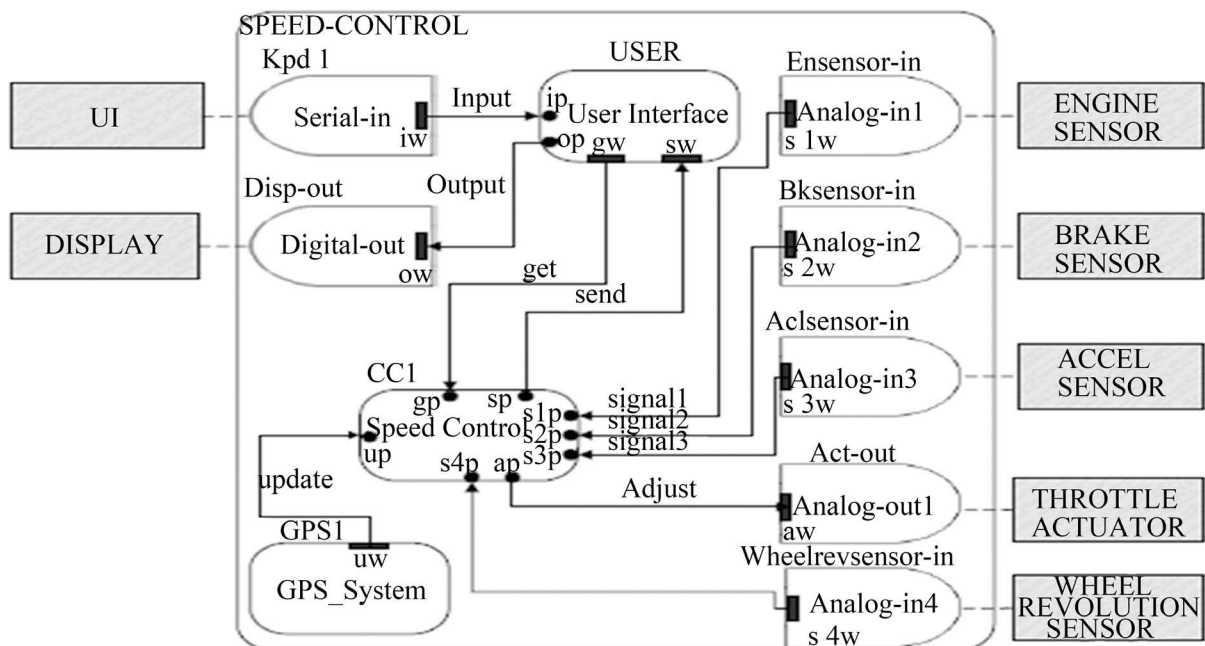 SPEED-CONTROL
Kpd 1
USER
Ensensor-in
UI
Serial-in
iw
Input
ip
User Interface
op
gw
sw
Analog-in1
s 1w
ENGINE
SENSOR
Disp-out
Output
Bksensor-in
DISPLAY
Digital-out
ow
Analog-in2
s 2w
BRAKE
SENSOR
get
send
Aclsensor-in
CC1
Analog-in3
s 3w
ACCEL
SENSOR
gp
sp
s1p
signal1
Speed Control
s2p
signal2
up
s3p
signal3
s4p
ap
update
Adjust
Act-out
Analog-out1
aw
THROTTLE
ACTUATOR
GPS1
uw
GPS_System
Wheelrevsensor-in
Analog-in4
s 4w
WHEEL
REVOLUTION
SENSOR